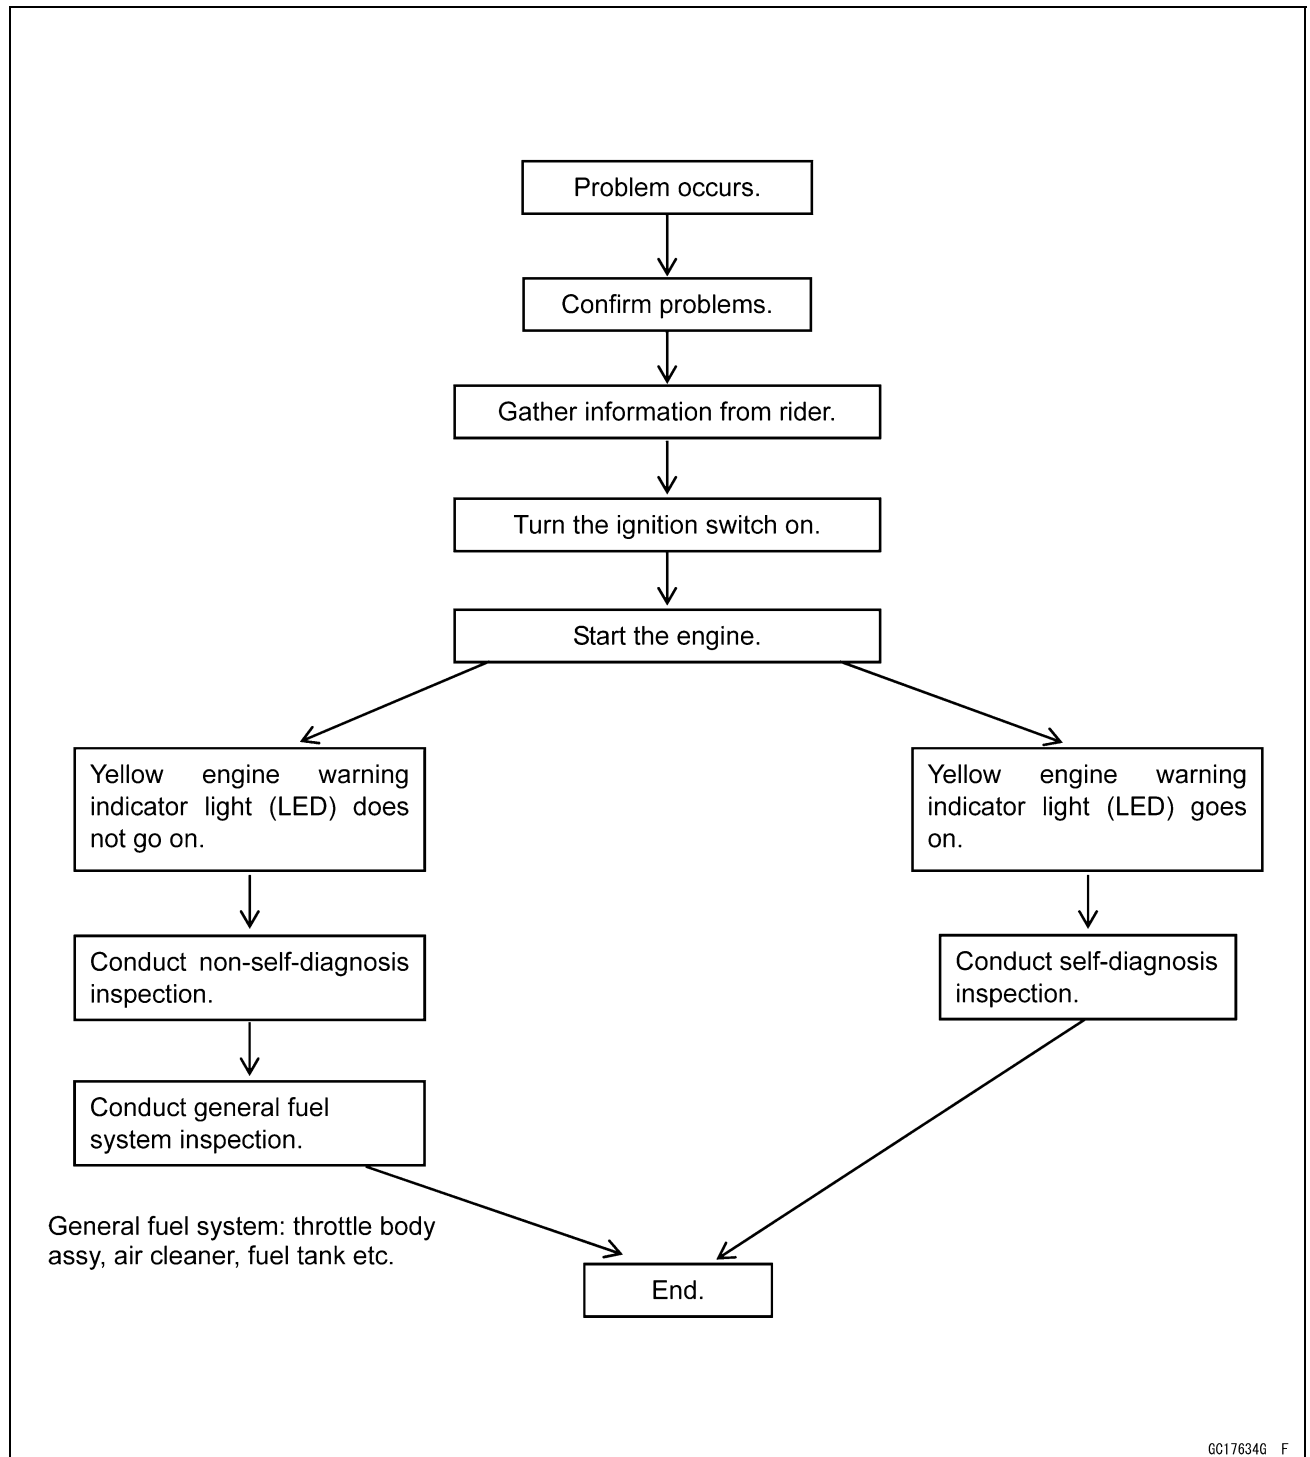 Problem occurs.
Confirm problems.
Gather information from rider.
Turn the ignition switch on.
Start the engine.
Yellow engine warning
indicator light (LED) does
not go on.
Yellow engine warning
indicator light (LED) goes
on.
Conduct non-self-diagnosis
inspection.
Conduct self-diagnosis
inspection.
Conduct general fuel
system inspection.
General fuel system: throttle body
assy, air cleaner, fuel tank etc.
End.
GC17634G F